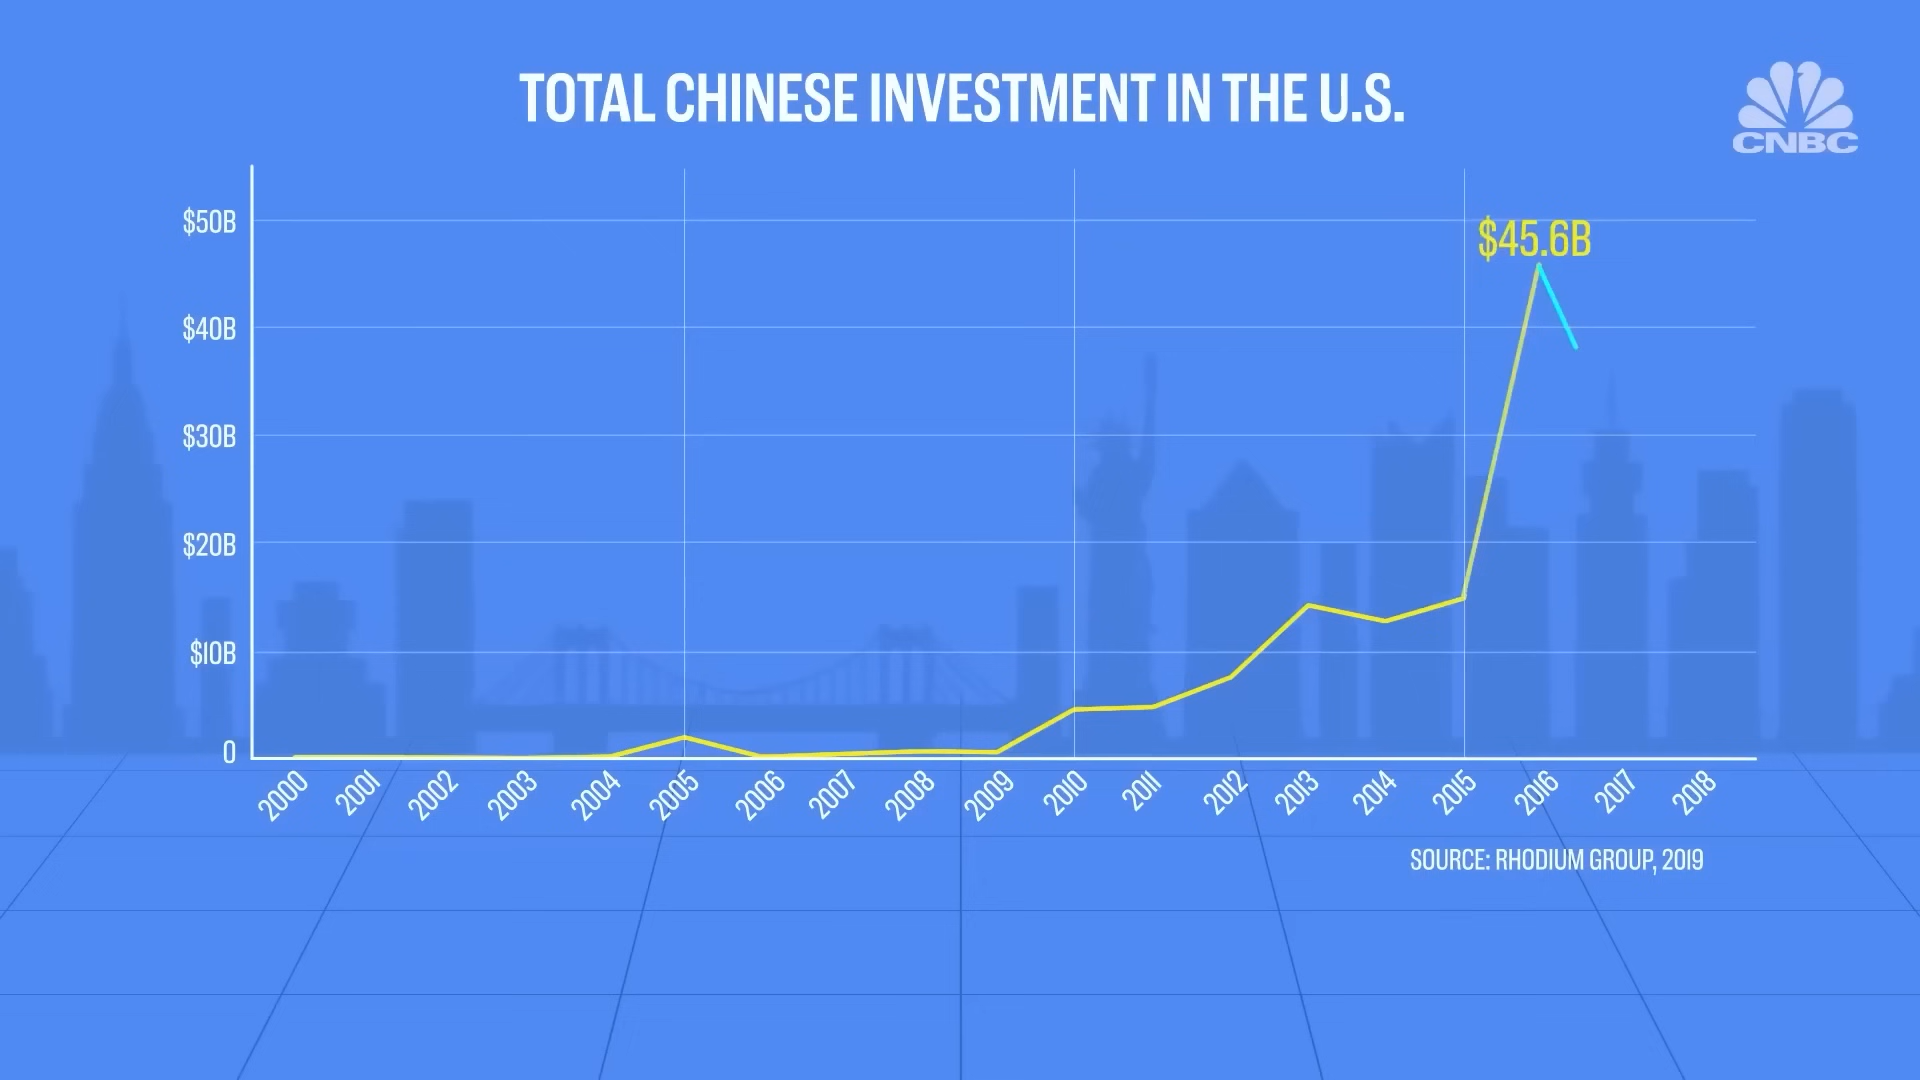 TOTAL CHINESE INVESTMENT IN THE U.S.
CNBC
$50B
$45.6B
$40B
$30B
$20B
$10B
0
2000 2001 2002 2003 2004 2005 2006 2007 2008 2009 2010 2011 2012 2013 2014 2015 2016 2017 2018
SOURCE: RHODIUM GROUP, 2019